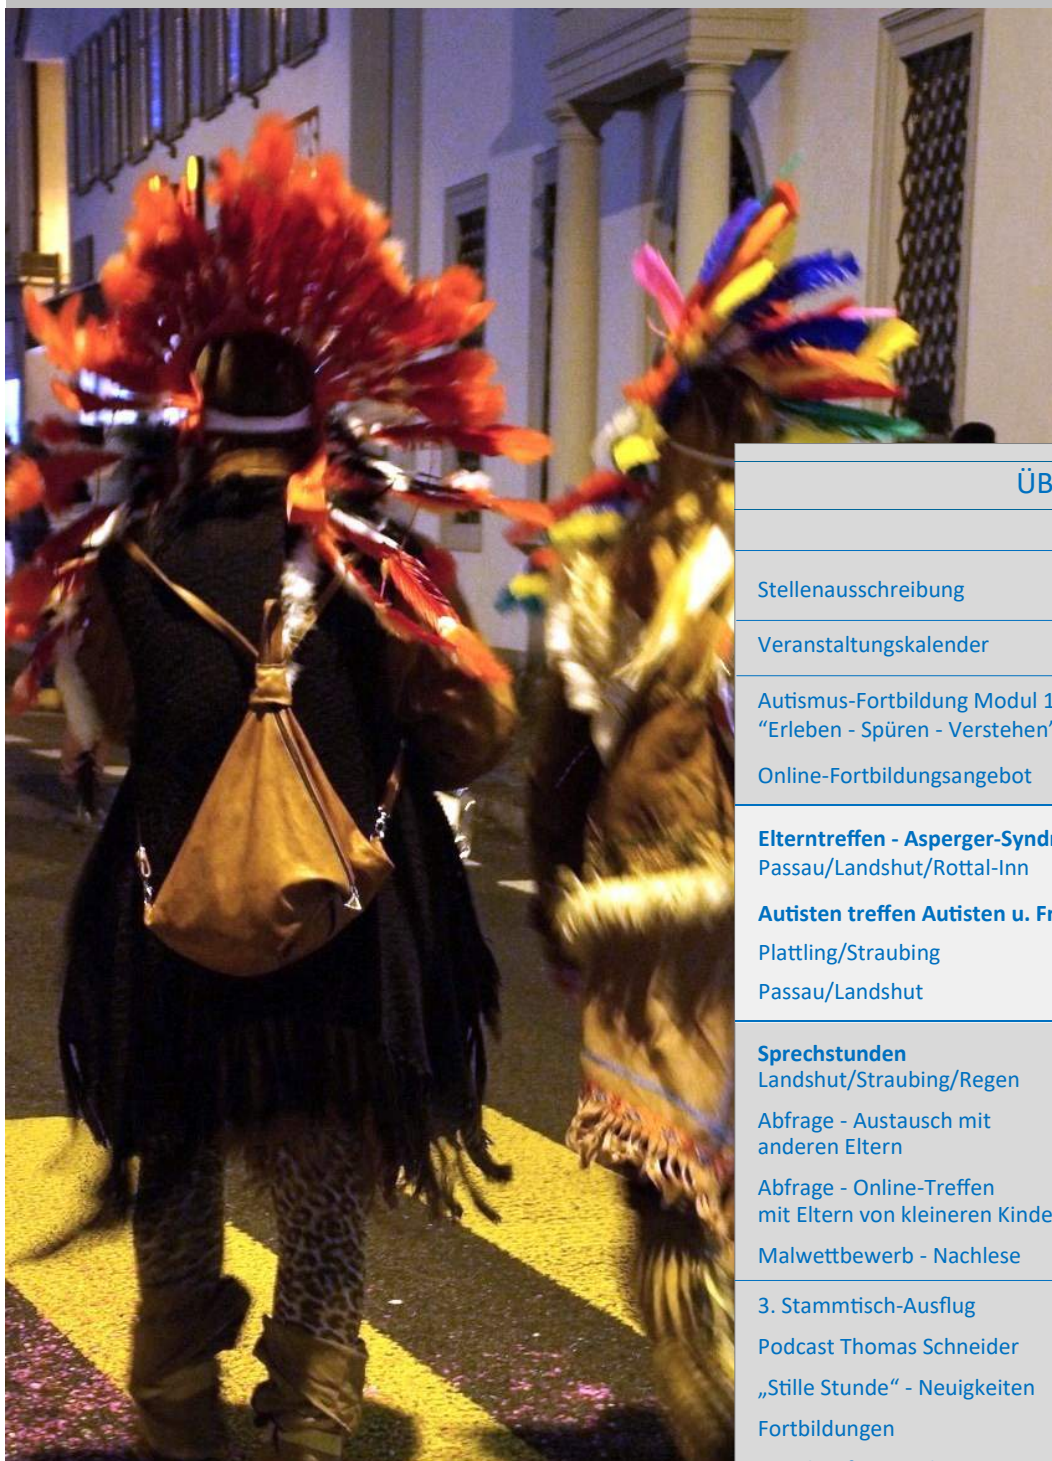 ÜB
Stellenausschreibung
Veranstaltungskalender
Autismus-Fortbildung Modul 1
“Erleben - Spüren - Verstehen”
Online-Fortbildungsangebot
Elterntreffen - Asperger-Syndr
Passau/Landshut/Rottal-Inn
Autisten treffen Autisten u. Fr
Plattling/Straubing
Passau/Landshut
Sprechstunden
Landshut/Straubing/Regen
Abfrage - Austausch mit
anderen Eltern
Abfrage - Online-Treffen
mit Eltern von kleineren Kinde
Malwettbewerb - Nachlese
3. Stammtisch-Ausflug
Podcast Thomas Schneider
„Stille Stunde“ - Neuigkeiten
Fortbildungen